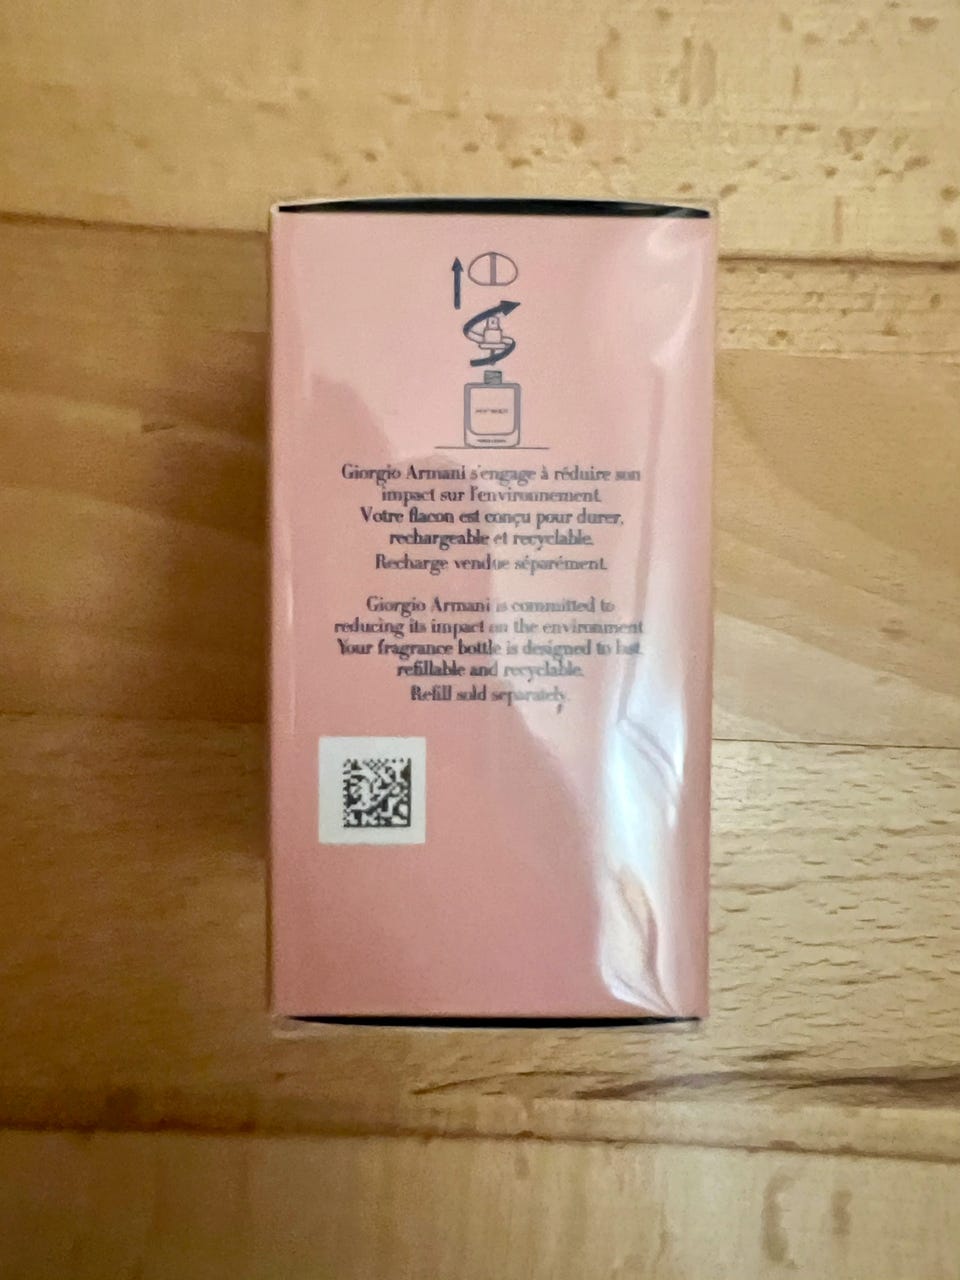 MY WAY
Giorgio Armani s'engage à réduire son
impact sur l'environnement.
Votre flacon est conçu pour durer,
rechargeable et recyclable.
Recharge vendue séparément.
Giorgio Armani is committed to
reducing its impact on the environment.
Your fragrance bottle is designed to last,
refillable and recyclable.
Refill sold separately.